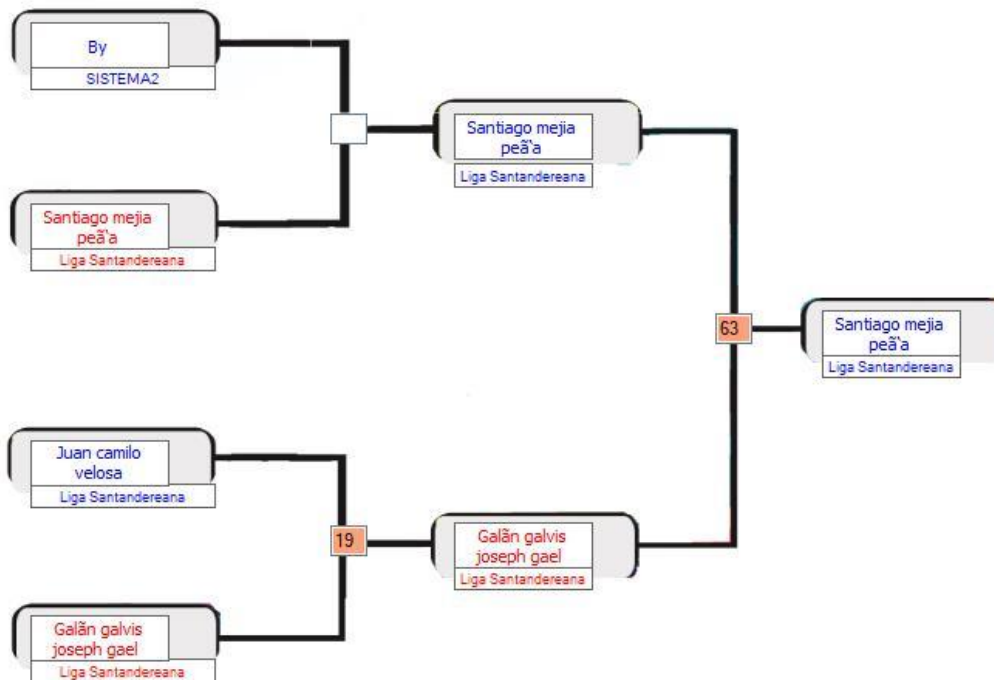 By
SISTEMA2
Santiago mejia
peã'a
Liga Santandereana
Santiago mejia
peã'a
Liga Santandereana
63
Santiago mejia
peã'a
Liga Santandereana
Juan camilo
velosa
Liga Santandereana
19
Galãn galvis
joseph gael
Liga Santandereana
Galãn galvis
joseph gael
Liga Santandereana